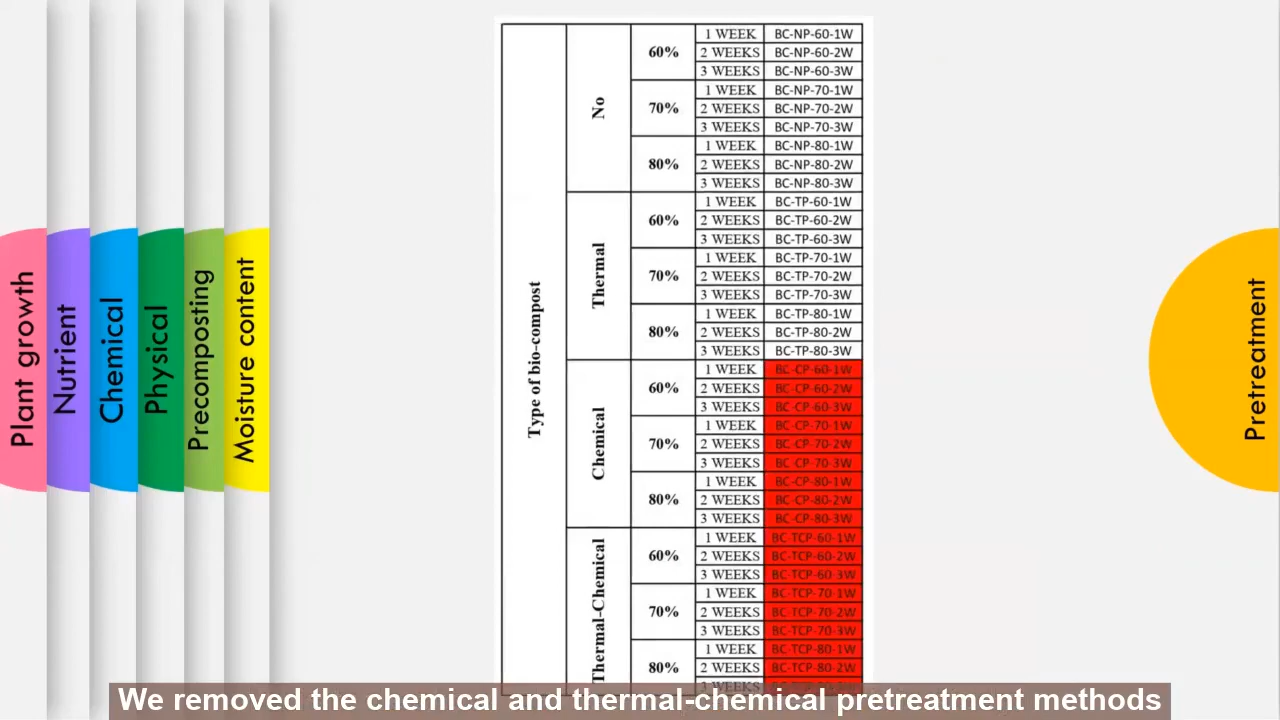 Plant growth
Nutrient
Chemical
Physical
Precomposting
Moisture content
Type of bio-compost
No
60%
1 WEEK BC-NP-60-1W
2 WEEKS BC-NP-60-2W
3 WEEKS BC-NP-60-3W
70%
1 WEEK BC-NP-70-1W
2 WEEKS BC-NP-70-2W
3 WEEKS BC-NP-70-3W
80%
1 WEEK BC-NP-80-1W
2 WEEKS BC-NP-80-2W
3 WEEKS BC-NP-80-3W
Thermal
60%
1 WEEK BC-TP-60-1W
2 WEEKS BC-TP-60-2W
3 WEEKS BC-TP-60-3W
70%
1 WEEK BC-TP-70-1W
2 WEEKS BC-TP-70-2W
3 WEEKS BC-TP-70-3W
80%
1 WEEK BC-TP-80-1W
2 WEEKS BC-TP-80-2W
3 WEEKS BC-TP-80-3W
Chemical
60%
1 WEEK BC-CP-60-1W
2 WEEKS BC-CP-60-2W
3 WEEKS BC-CP-60-3W
70%
1 WEEK BC-CP-70-1W
2 WEEKS BC-CP-70-2W
3 WEEKS BC-CP-70-3W
80%
1 WEEK BC-CP-80-1W
2 WEEKS BC-CP-80-2W
3 WEEKS BC-CP-80-3W
Thermal-Chemical
60%
1 WEEK BC-TCP-60-1W
2 WEEKS BC-TCP-60-2W
3 WEEKS BC-TCP-60-3W
70%
1 WEEK BC-TCP-70-1W
2 WEEKS BC-TCP-70-2W
3 WEEKS BC-TCP-70-3W
80%
1 WEEK BC-TCP-80-1W
2 WEEKS BC-TCP-80-2W
3 WEEKS
Pretreatment
We removed the chemical and thermal-chemical pretreatment methods